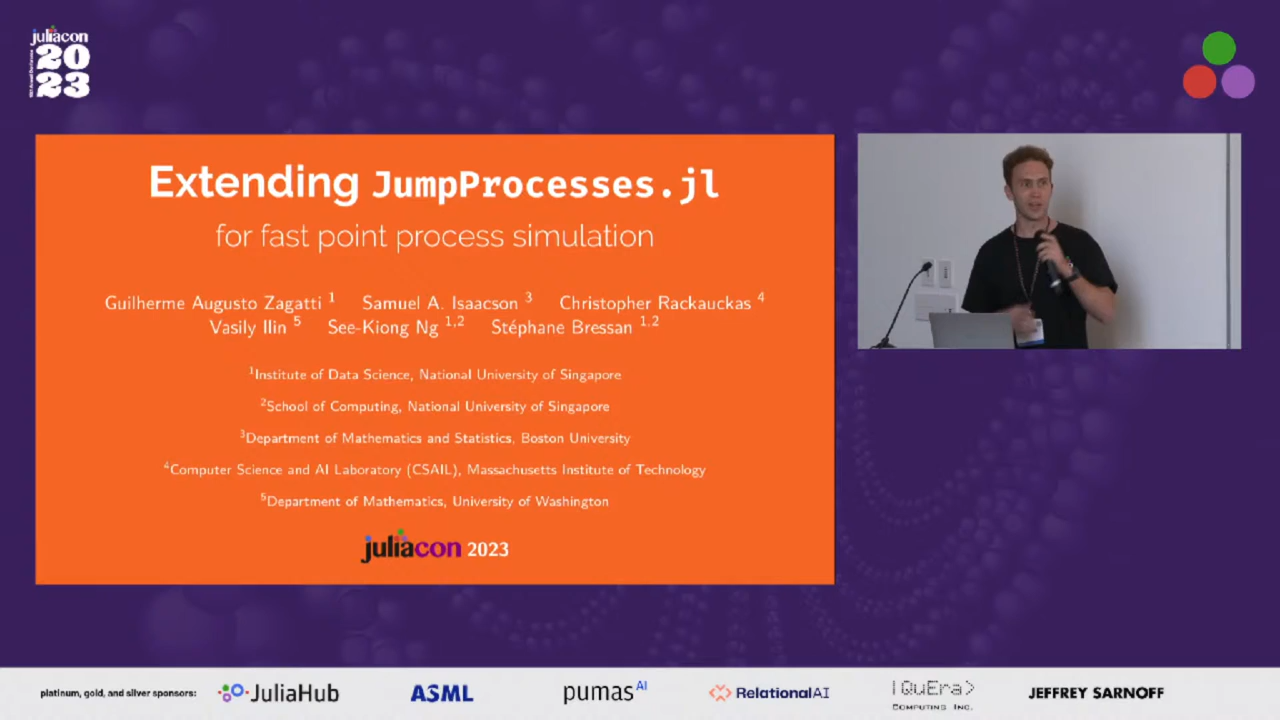 juliacon
20
23
Extending JumpProcesses.jl
for fast point process simulation
Guilherme Augusto Zagatti 1 Samuel A. Isaacson 3 Christopher Rackauckas 4
Vasily Ilin 5 See-Kiong Ng 1,2 Stéphane Bressan 1,2
1Institute of Data Science, National University of Singapore
2School of Computing, National University of Singapore
3Department of Mathematics and Statistics, Boston University
4Computer Science and AI Laboratory (CSAIL), Massachusetts Institute of Technology
5Department of Mathematics, University of Washington
juliacon 2023
platinum, gold, and silver sponsors: JuliaHub ASML pumas AI RelationalAI |QuEra> COMPUTING INC. JEFFREY SARNOFF